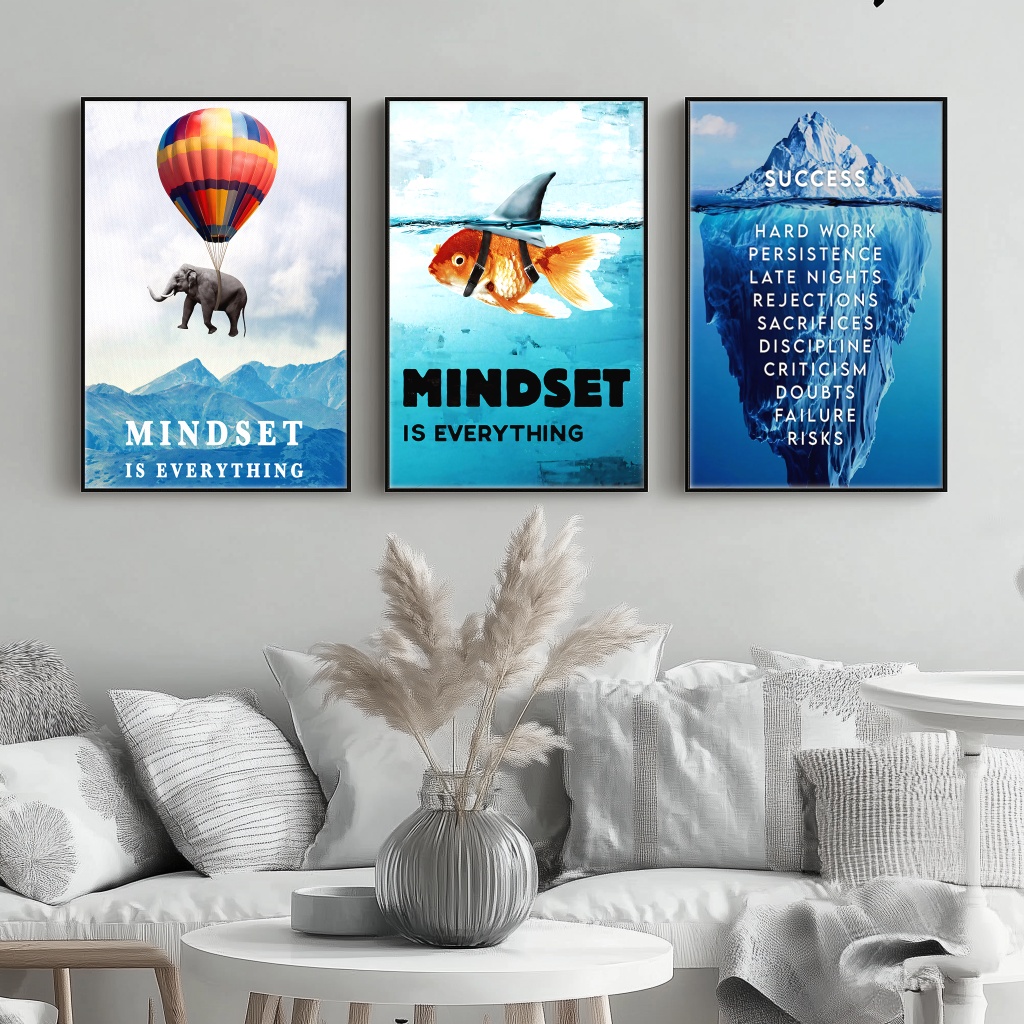 MINDSET
IS EVERYTHING
MINDSET
IS EVERYTHING
SUCCESS
HARD WORK
PERSISTENCE
LATE NIGHTS
REJECTIONS
SACRIFICES
DISCIPLINE
CRITICISM
DOUBTS
FAILURE
RISKS